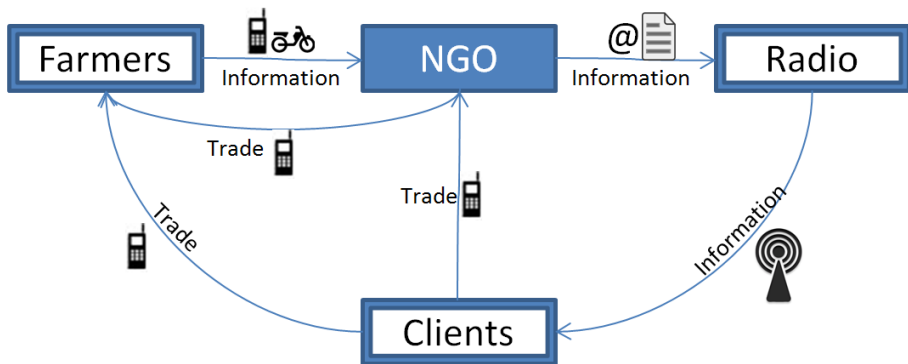 Farmers
NGO
Radio
@
Information
Information
Trade
Trade
Trade
Information
Clients